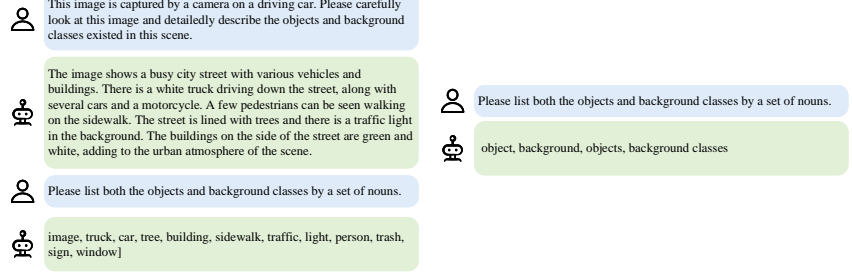 This image is captured by a camera on a driving car. Please carefully
look at this image and detailedly describe the objects and background
classes existed in this scene.
The image shows a busy city street with various vehicles and
buildings. There is a white truck driving down the street, along with
several cars and a motorcycle. A few pedestrians can be seen walking
on the sidewalk. The street is lined with trees and there is a traffic light
in the background. The buildings on the side of the street are green and
white, adding to the urban atmosphere of the scene.
Please list both the objects and background classes by a set of nouns.
image, truck, car, tree, building, sidewalk, traffic, light, person, trash,
sign, window]
Please list both the objects and background classes by a set of nouns.
object, background, objects, background classes